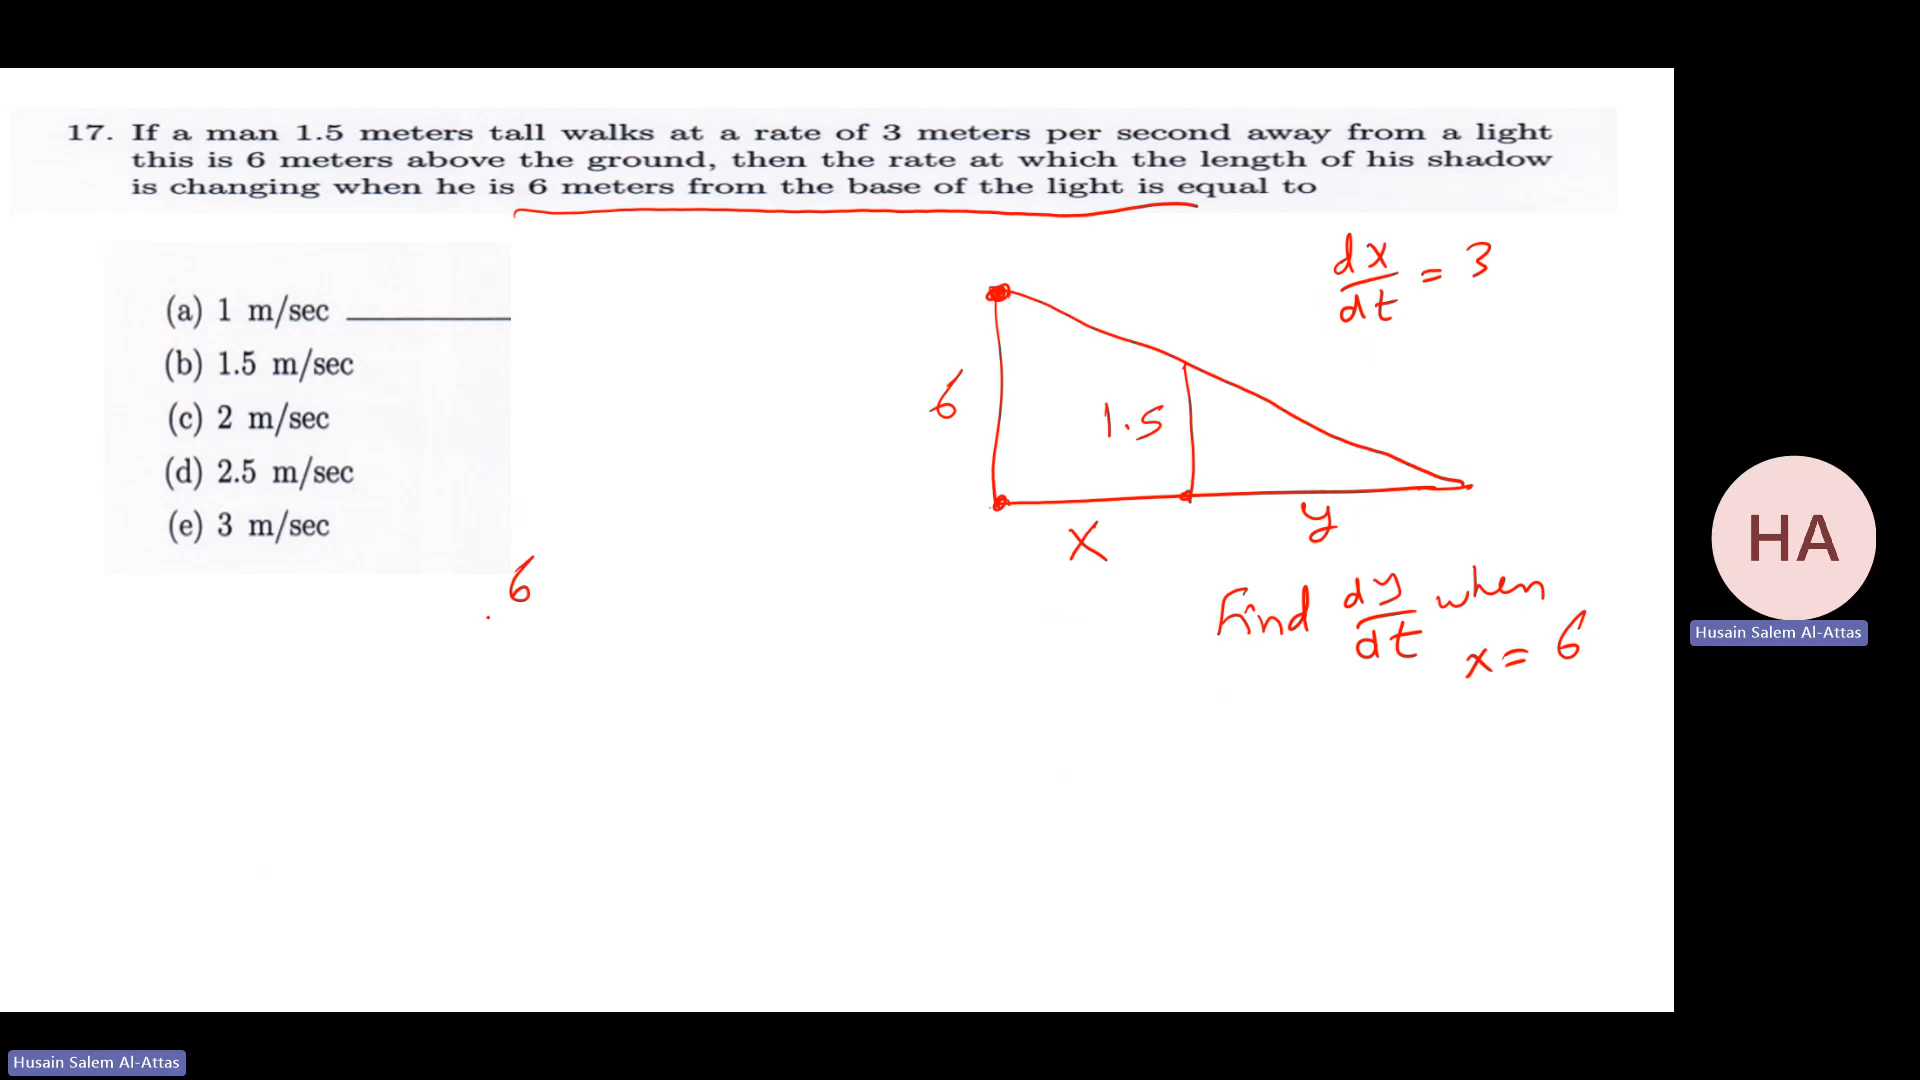 17. If a man 1.5 meters tall walks at a rate of 3 meters per second away from a light
this is 6 meters above the ground, then the rate at which the length of his shadow
is changing when he is 6 meters from the base of the light is equal to
(a) 1 m/sec
(b) 1.5 m/sec
(c) 2 m/sec
(d) 2.5 m/sec
(e) 3 m/sec
dx/dt = 3
6
1.5
x
y
6
Find dy/dt when
x = 6
HA
Husain Salem Al-Attas
Husain Salem Al-Attas